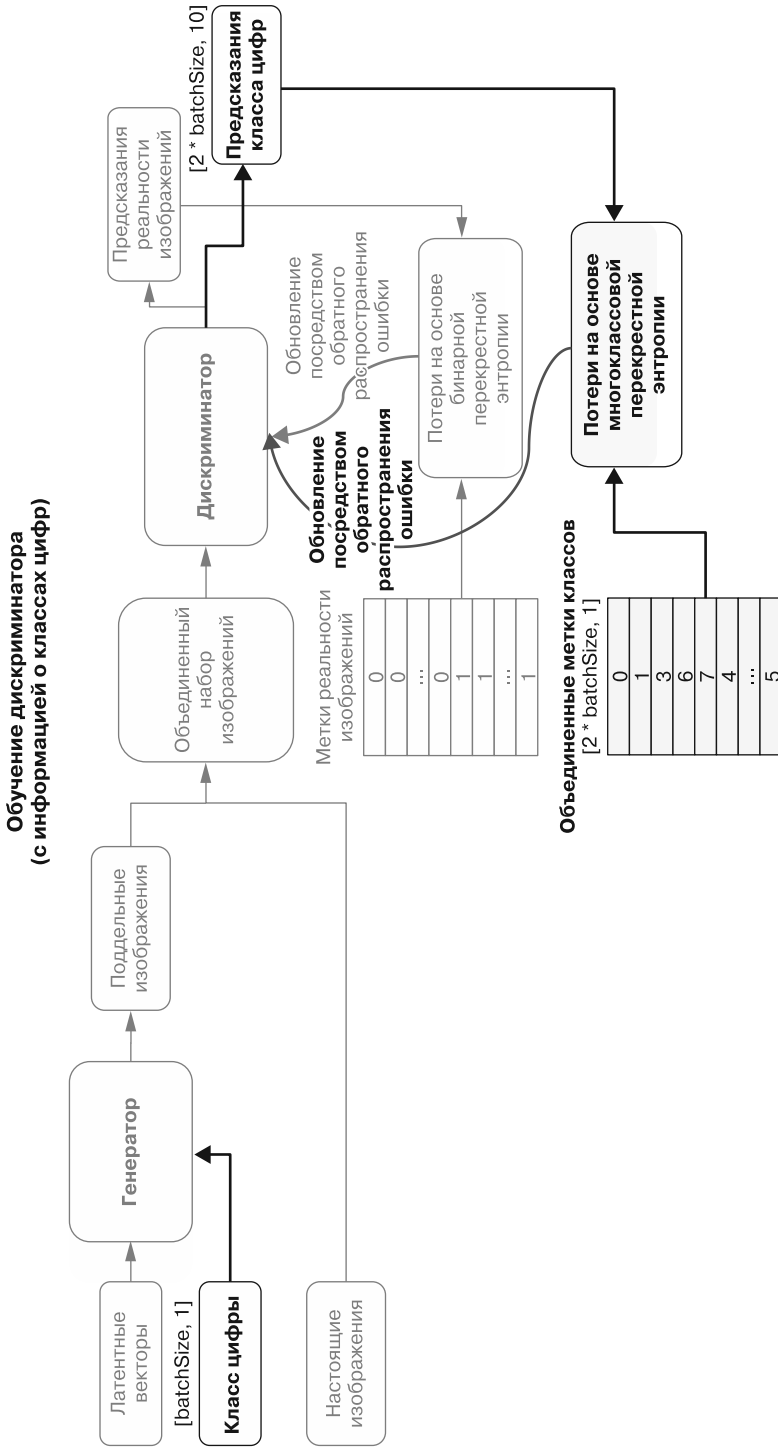 Обучение дискриминатора
(с информацией о классах цифр)
Латентные
векторы
[batchSize, 1]
Класс цифры
Настоящие
изображения
Генератор
Поддельные
изображения
Объединенный
набор
изображений
Дискриминатор
Предсказания
реальности
изображений
[2 * batchSize, 10]
Предсказания
класса цифр
Обновление
посредством
обратного
распространения
ошибки
Обновление
посредством
обратного
распространения
ошибки
Метки реальности
изображений
0
0
...
0
1
1
...
1
Потери на основе
бинарной
перекрестной
энтропии
Объединенные метки классов
[2 * batchSize, 1]
0
1
3
6
7
4
...
5
Потери на основе
многоклассовой
перекрестной
энтропии